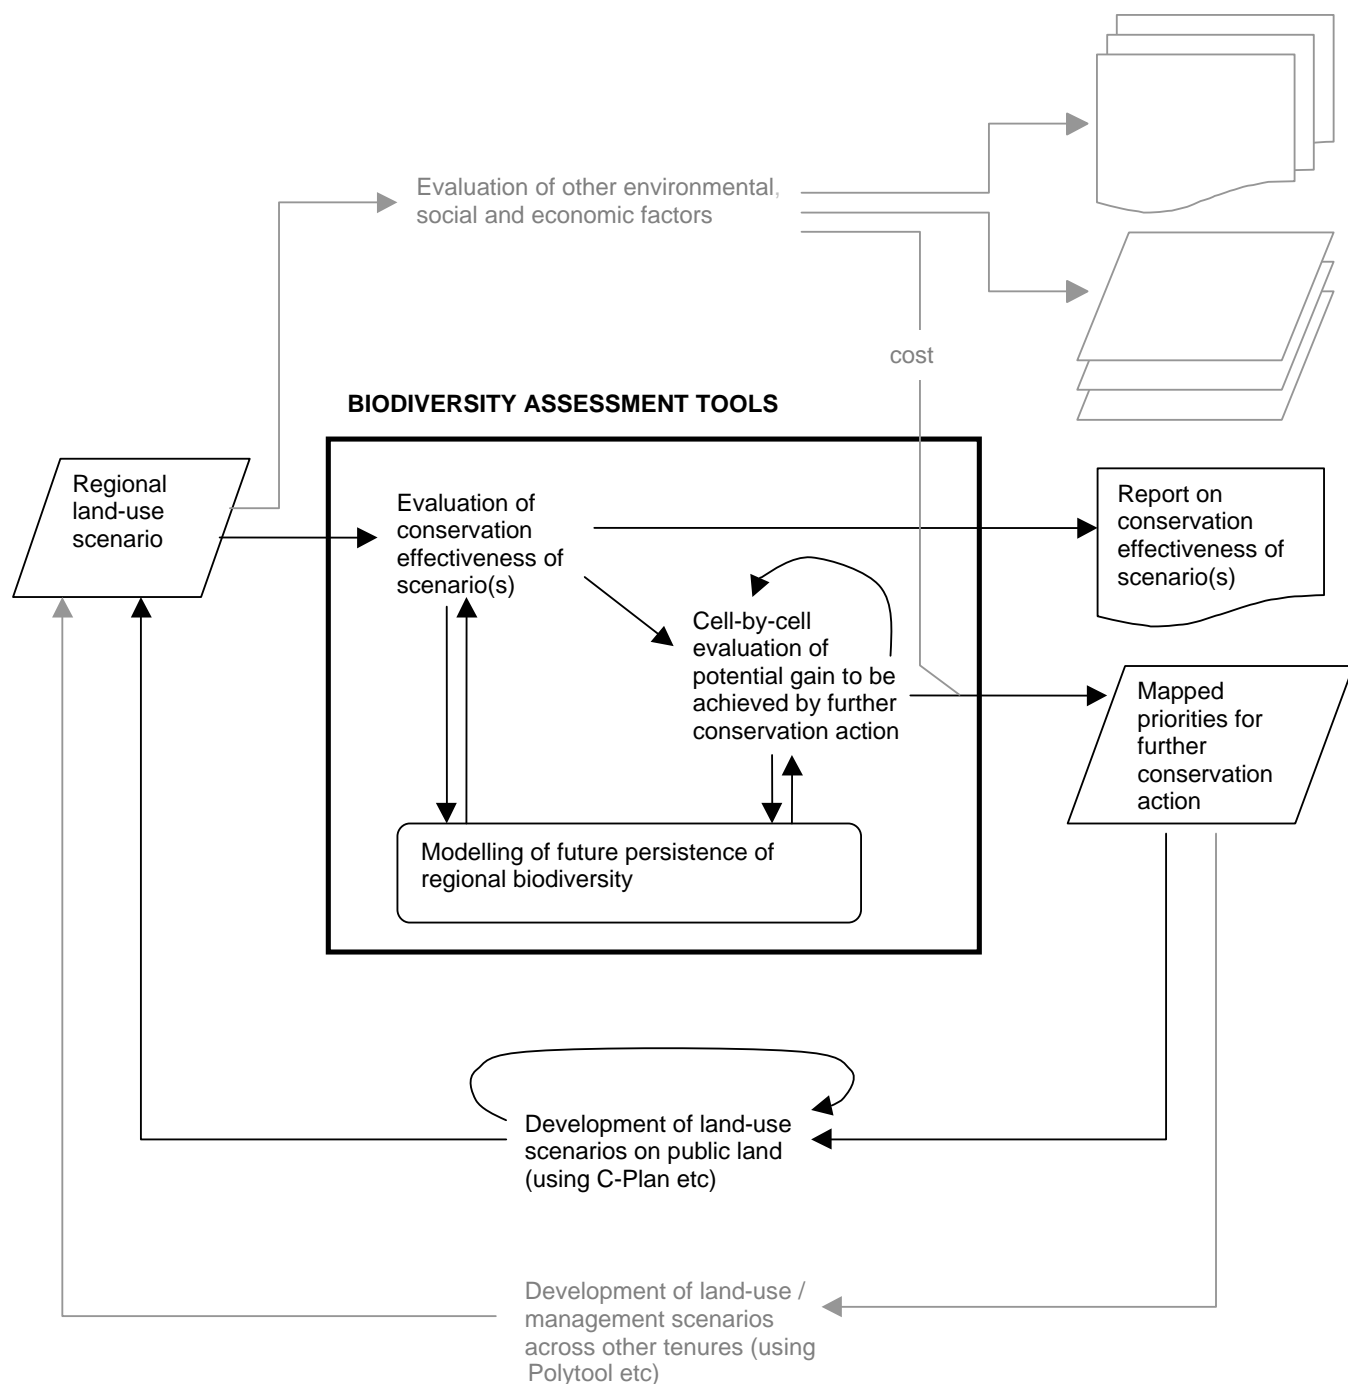 Evaluation of other environmental,
social and economic factors
cost
BIODIVERSITY ASSESSMENT TOOLS
Regional
land-use
scenario
Evaluation of
conservation
effectiveness of
scenario(s)
Report on
conservation
effectiveness of
scenario(s)
Cell-by-cell
evaluation of
potential gain to be
achieved by further
conservation action
Mapped
priorities for
further
conservation
action
Modelling of future persistence of
regional biodiversity
Development of land-use
scenarios on public land
(using C-Plan etc)
Development of land-use /
management scenarios
across other tenures (using
Polytool etc)